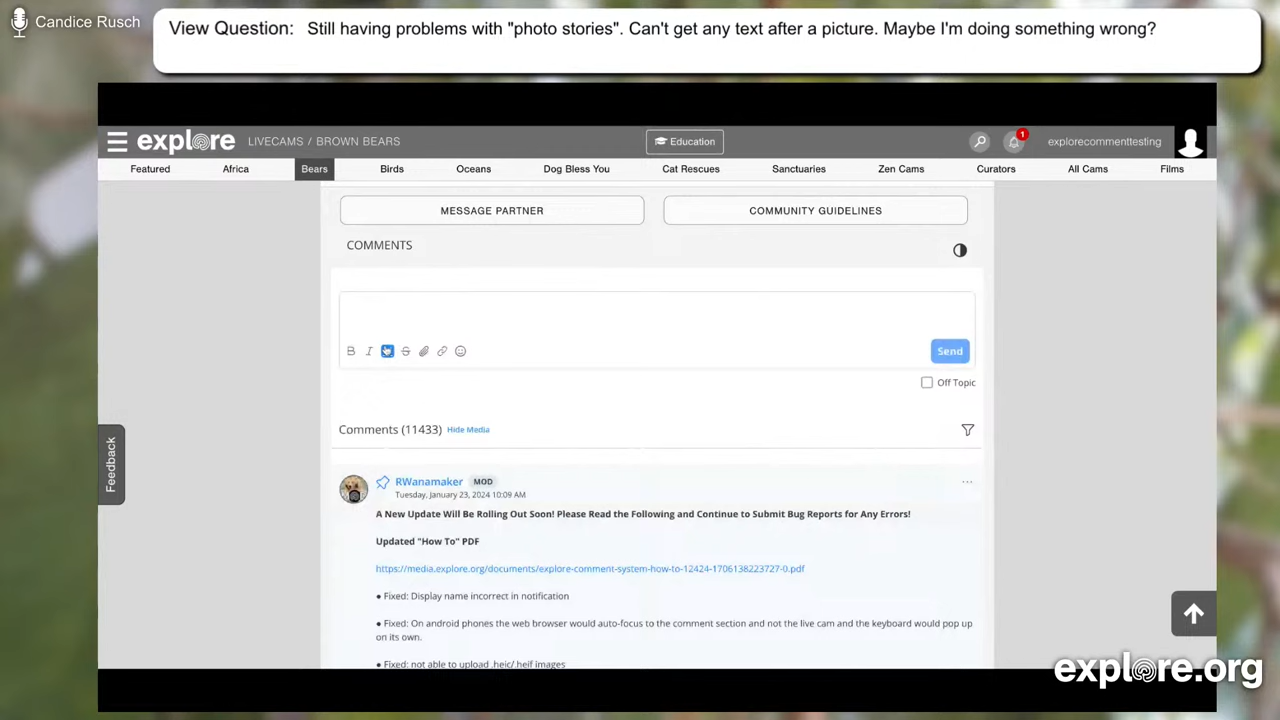 Candice Rusch
View Question: Still having problems with "photo stories". Can't get any text after a picture. Maybe I'm doing something wrong?
explore LIVECAMS / BROWN BEARS Education 1 explorecommenttesting
Featured Africa Bears Birds Oceans Dog Bless You Cat Rescues Sanctuaries Zen Cams Curators All Cams Films
MESSAGE PARTNER COMMUNITY GUIDELINES
COMMENTS
B I S Send
Off Topic
Comments (11433) Hide Media
RWanamaker MOD
Tuesday, January 23, 2024 10:09 AM
A New Update Will Be Rolling Out Soon! Please Read the Following and Continue to Submit Bug Reports for Any Errors!
Updated "How To" PDF
https://media.explore.org/documents/explore-comment-system-how-to-12424-1706138223727-0.pdf
● Fixed: Display name incorrect in notification
● Fixed: On android phones the web browser would auto-focus to the comment section and not the live cam and the keyboard would pop up
on its own.
● Fixed: not able to upload .heic/.heif images
Feedback
explore.org